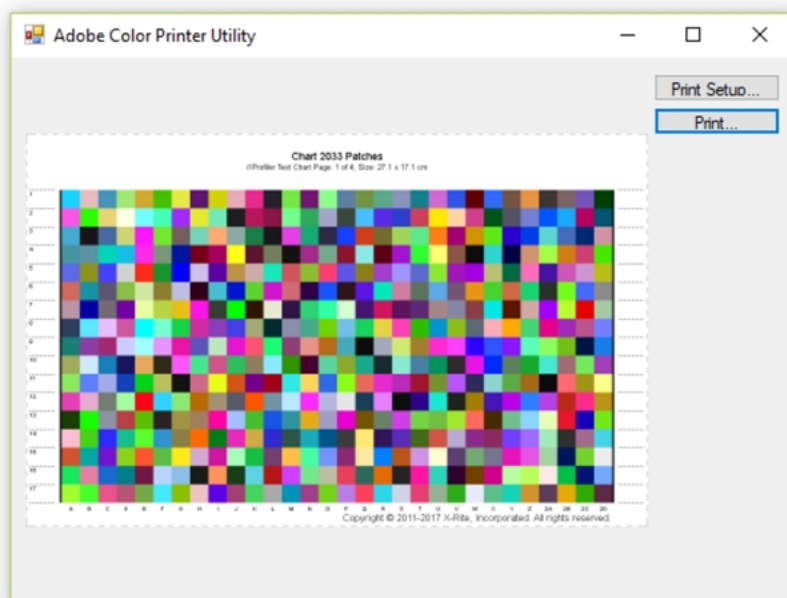 Adobe Color Printer Utility
Print Setup...
Print...
Chart 2033 Patches
i1Profiler Test Chart Page: 1 of 4, Size: 27.1 x 17.1 cm
1
2
3
4
5
6
7
8
9
10
11
12
13
14
15
16
17
A B C D E F G H I J K L M N O P Q R S T U V W X Y Z 2A 2B 2C 2D
Copyright © 2011-2017 X-Rite, Incorporated. All rights reserved.